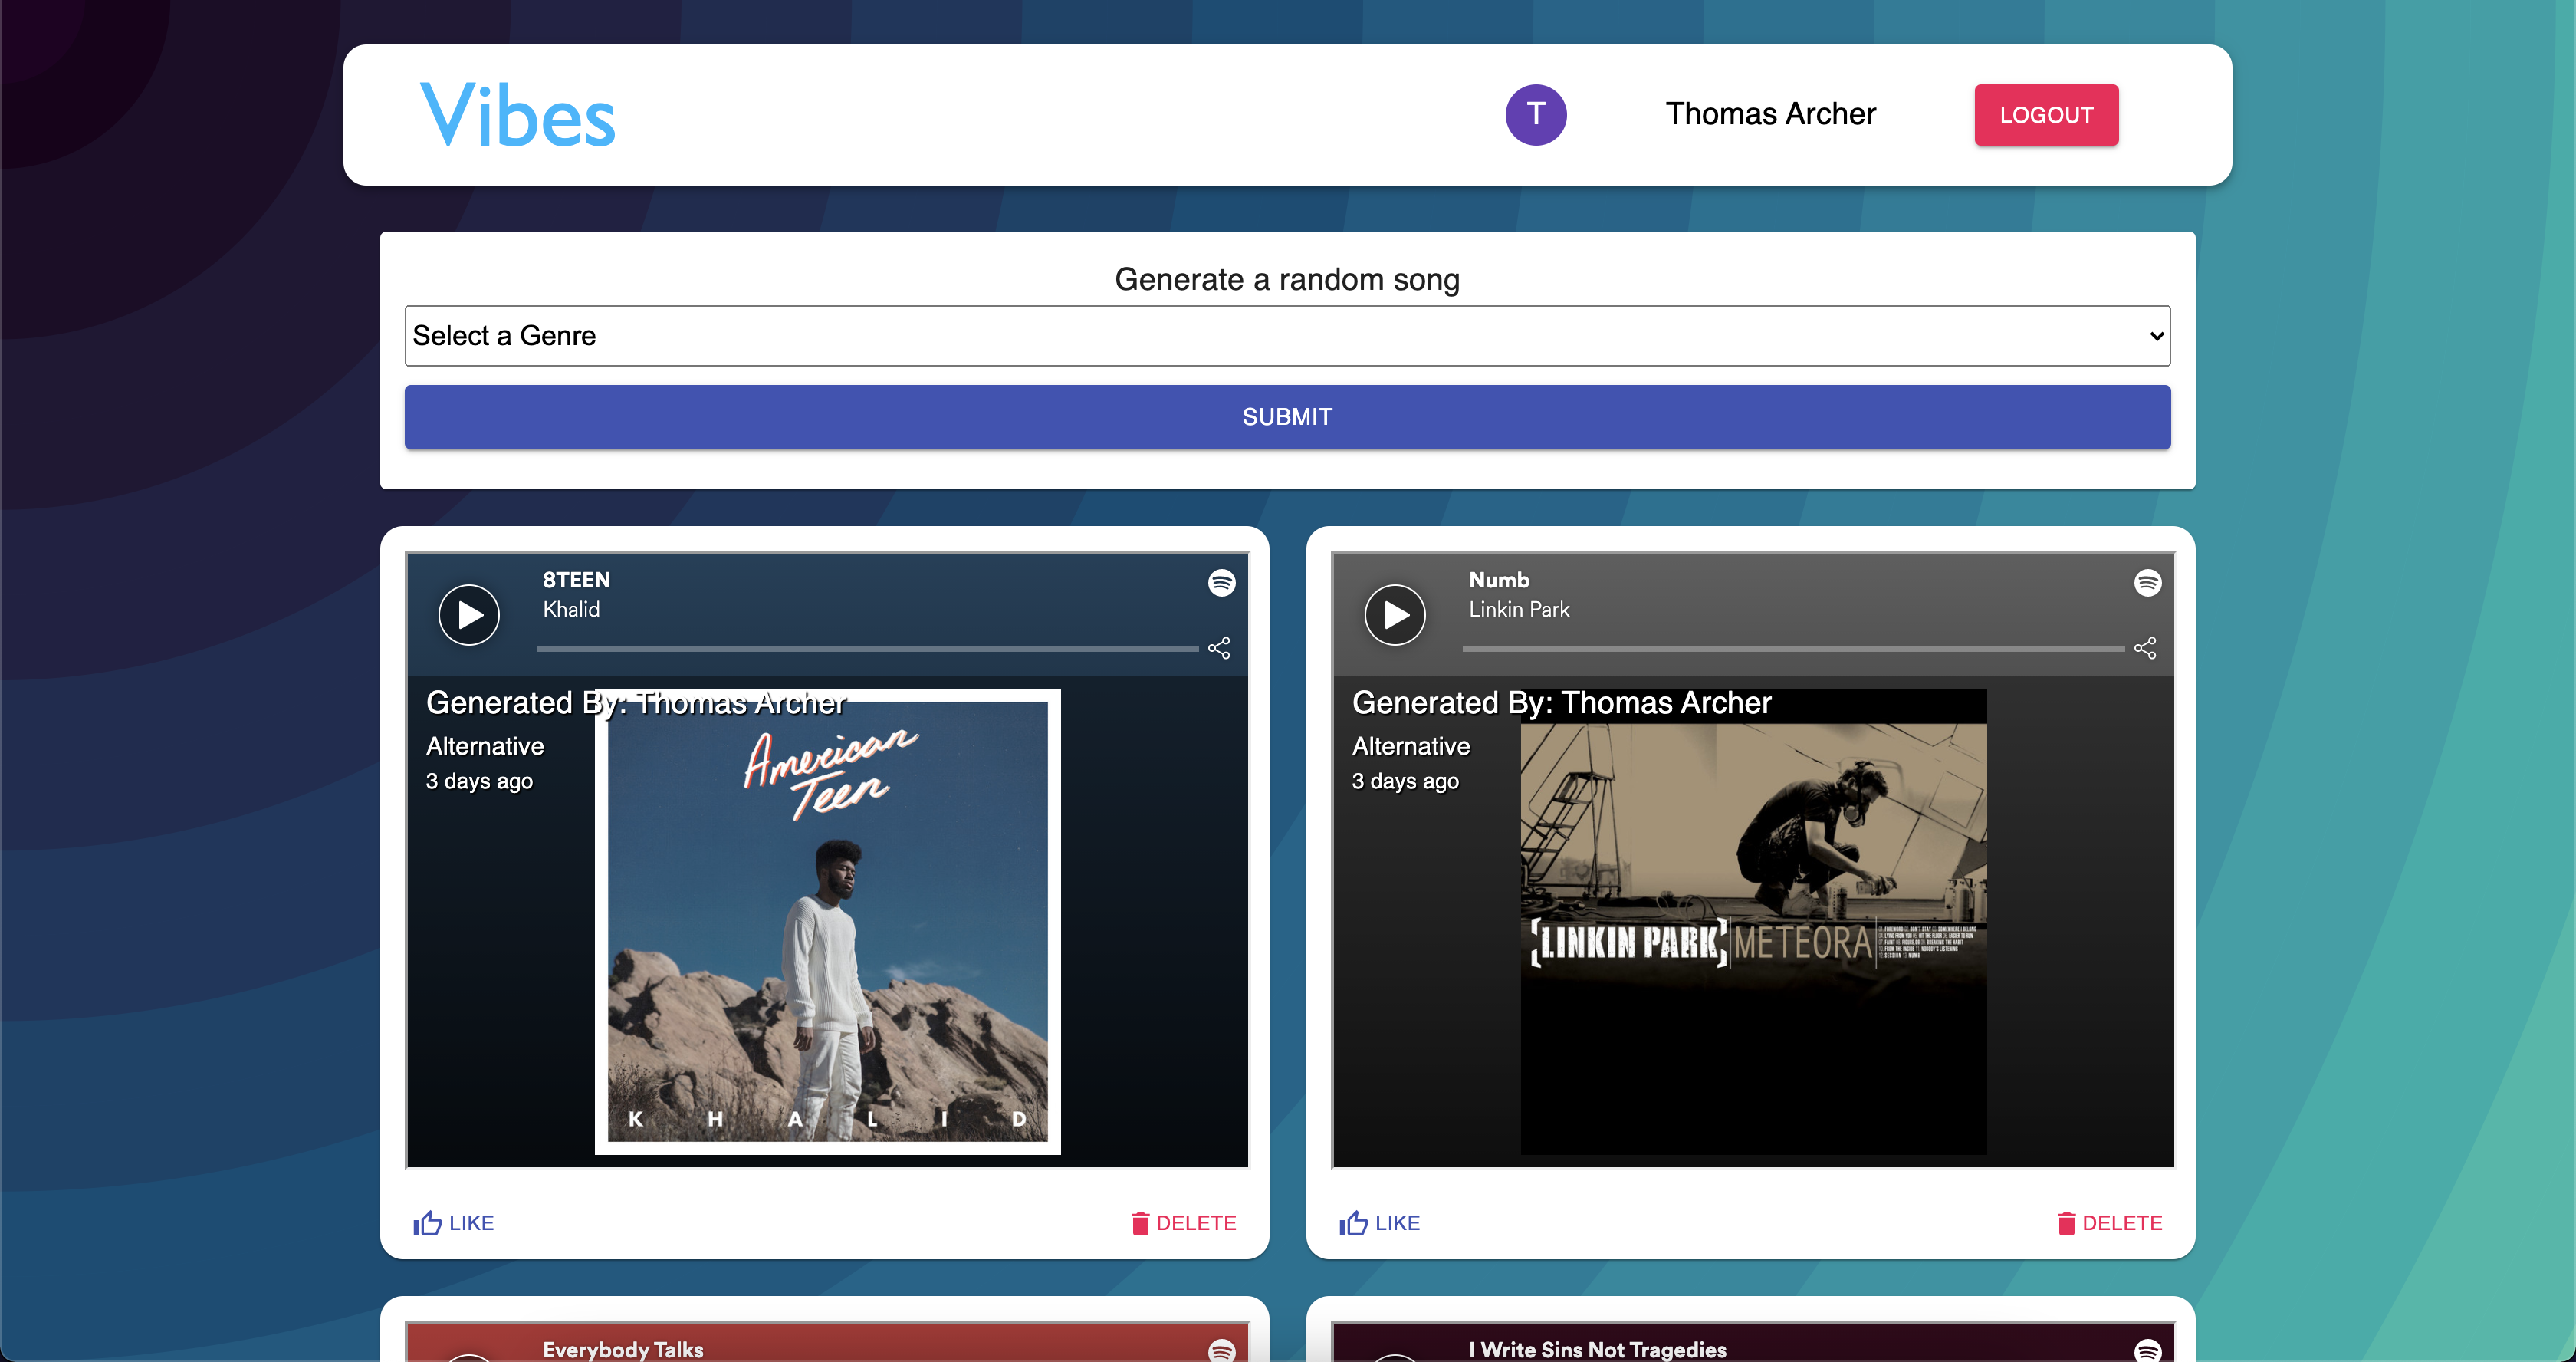 Vibes
T
Thomas Archer
LOGOUT
Generate a random song
Select a Genre
SUBMIT
8TEEN
Khalid
Generated By: Thomas Archer
Alternative
3 days ago
American
Teen
K H A L I D
LIKE
DELETE
Numb
Linkin Park
Generated By: Thomas Archer
Alternative
3 days ago
[LINKIN PARK] METEORA
LIKE
DELETE
Everybody Talks
I Write Sins Not Tragedies